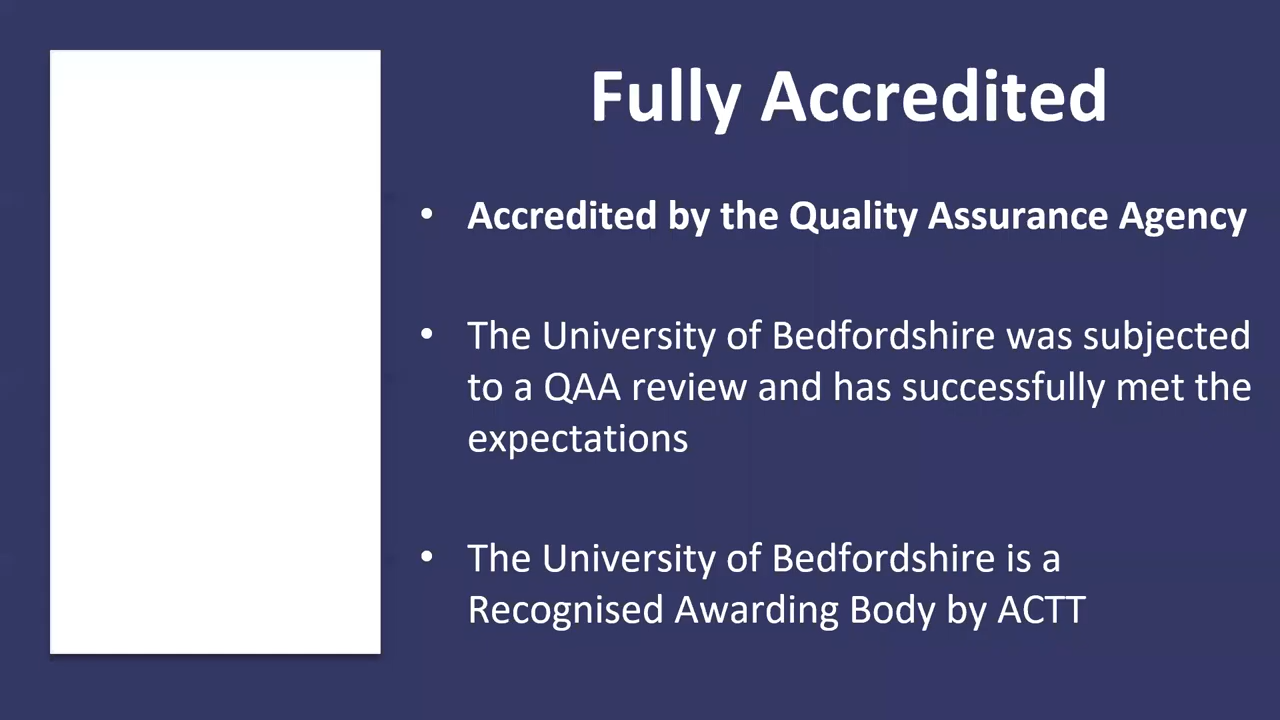 Fully Accredited
• Accredited by the Quality Assurance Agency
• The University of Bedfordshire was subjected
to a QAA review and has successfully met the
expectations
• The University of Bedfordshire is a
Recognised Awarding Body by ACTT